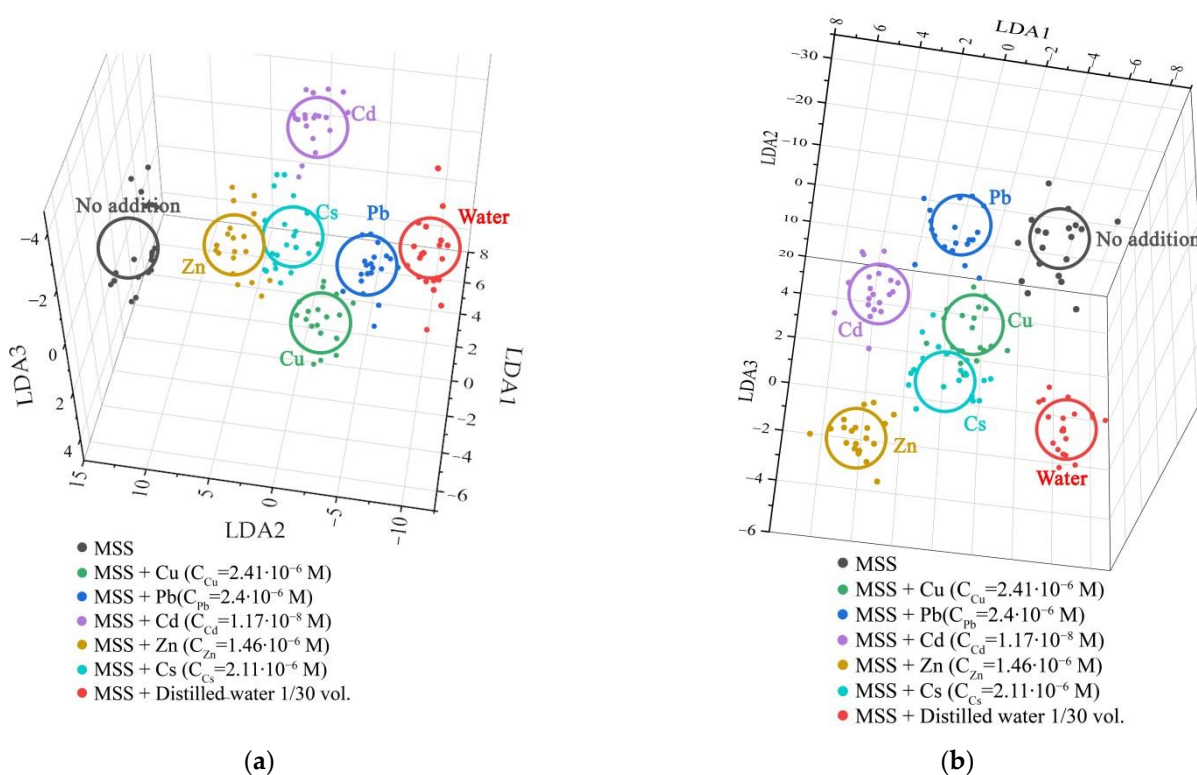 Cd
No addition
Cs
Pb
Water
Zn
Cu
−4
−2
0
2
4
LDA3
15
10
5
0
−5
−10
LDA2
8
6
4
2
0
−2
−4
−6
LDA1
MSS
MSS + Cu (C_Cu=2.41·10⁻⁶ M)
MSS + Pb(C_Pb=2.4·10⁻⁶ M)
MSS + Cd (C_Cd=1.17·10⁻⁸ M)
MSS + Zn (C_Zn=1.46·10⁻⁶ M)
MSS + Cs (C_Cs=2.11·10⁻⁶ M)
MSS + Distilled water 1/30 vol.
(a)
LDA1
8
6
4
2
0
−2
−4
−6
−8
−30
−20
−10
0
10
20
LDA2
4
2
0
−2
−4
−6
LDA3
Pb
No addition
Cd
Cu
Cs
Zn
Water
MSS
MSS + Cu (C_Cu=2.41·10⁻⁶ M)
MSS + Pb(C_Pb=2.4·10⁻⁶ M)
MSS + Cd (C_Cd=1.17·10⁻⁸ M)
MSS + Zn (C_Zn=1.46·10⁻⁶ M)
MSS + Cs (C_Cs=2.11·10⁻⁶ M)
MSS + Distilled water 1/30 vol.
(b)